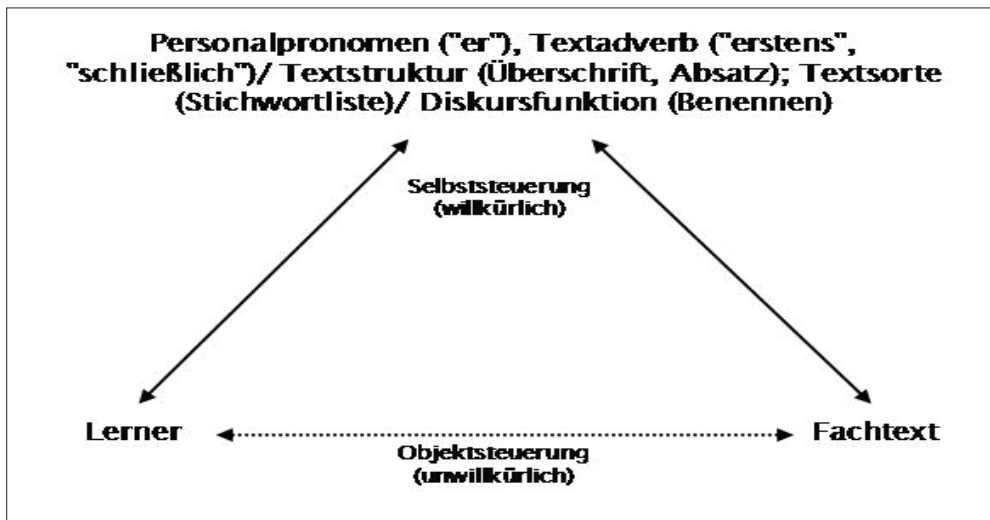 Personalpronomen ("er"), Textadverb ("erstens",
"schließlich")/ Textstruktur (Überschrift, Absatz); Textsorte
(Stichwortliste)/ Diskursfunktion (Benennen)
Selbststeuerung
(willkürlich)
Lerner
Fachtext
Objektsteuerung
(unwillkürlich)